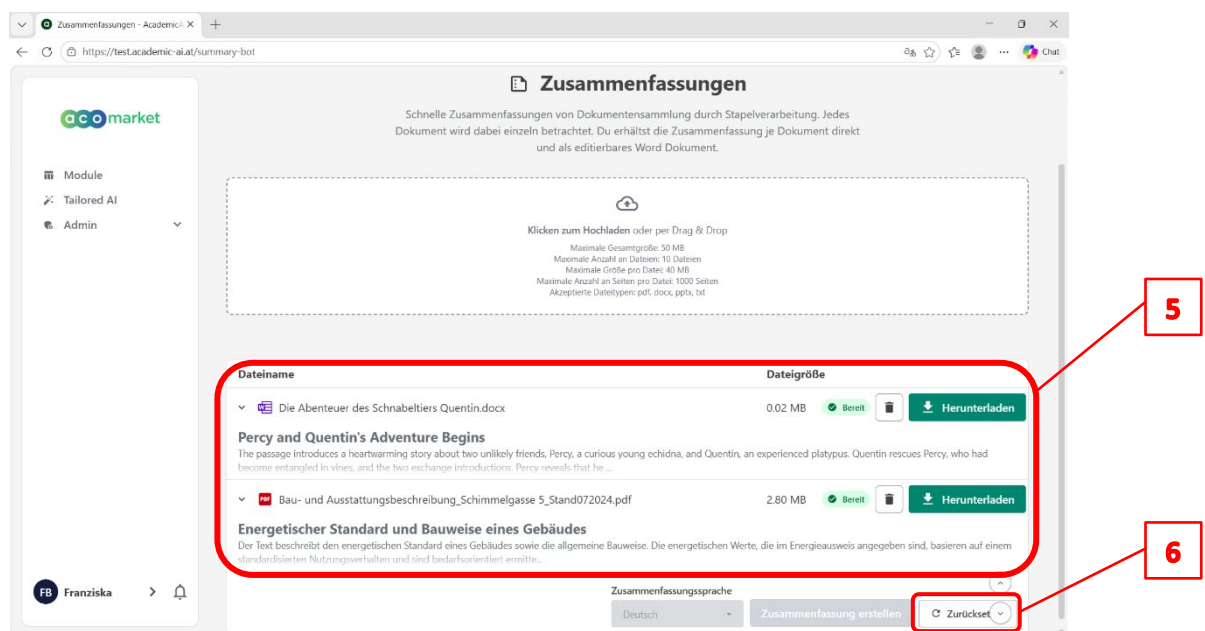 Zusammenfassungen - Academic
https://test.academic-ai.at/summary-bot
Chat
acomarket
Module
Tailored AI
Admin
Zusammenfassungen
Schnelle Zusammenfassungen von Dokumentensammlung durch Stapelverarbeitung. Jedes
Dokument wird dabei einzeln betrachtet. Du erhältst die Zusammenfassung je Dokument direkt
und als editierbares Word Dokument.
Klicken zum Hochladen oder per Drag & Drop
Maximale Gesamtgröße: 50 MB
Maximale Anzahl an Dateien: 10 Dateien
Maximale Größe pro Datei: 40 MB
Maximale Anzahl an Seiten pro Datei: 1000 Seiten
Akzeptierte Dateitypen: pdf, docx, pptx, txt
5
Dateiname Dateigröße
Die Abenteuer des Schnabeltiers Quentin.docx 0.02 MB Bereit Herunterladen
Percy and Quentin's Adventure Begins
The passage introduces a heartwarming story about two unlikely friends, Percy, a curious young echidna, and Quentin, an experienced platypus. Quentin rescues Percy, who had
become entangled in vines, and the two exchange introductions. Percy reveals that he ...
PDF Bau- und Ausstattungsbeschreibung_Schimmelgasse 5_Stand072024.pdf 2.80 MB Bereit Herunterladen
Energetischer Standard und Bauweise eines Gebäudes
Der Text beschreibt den energetischen Standard eines Gebäudes sowie die allgemeine Bauweise. Die energetischen Werte, die im Energieausweis angegeben sind, basieren auf einem
standardisierten Nutzungsverhalten und sind bedarfsorientiert ermitte...
6
FB Franziska
Zusammenfassungssprache
Deutsch Zusammenfassung erstellen Zurückset